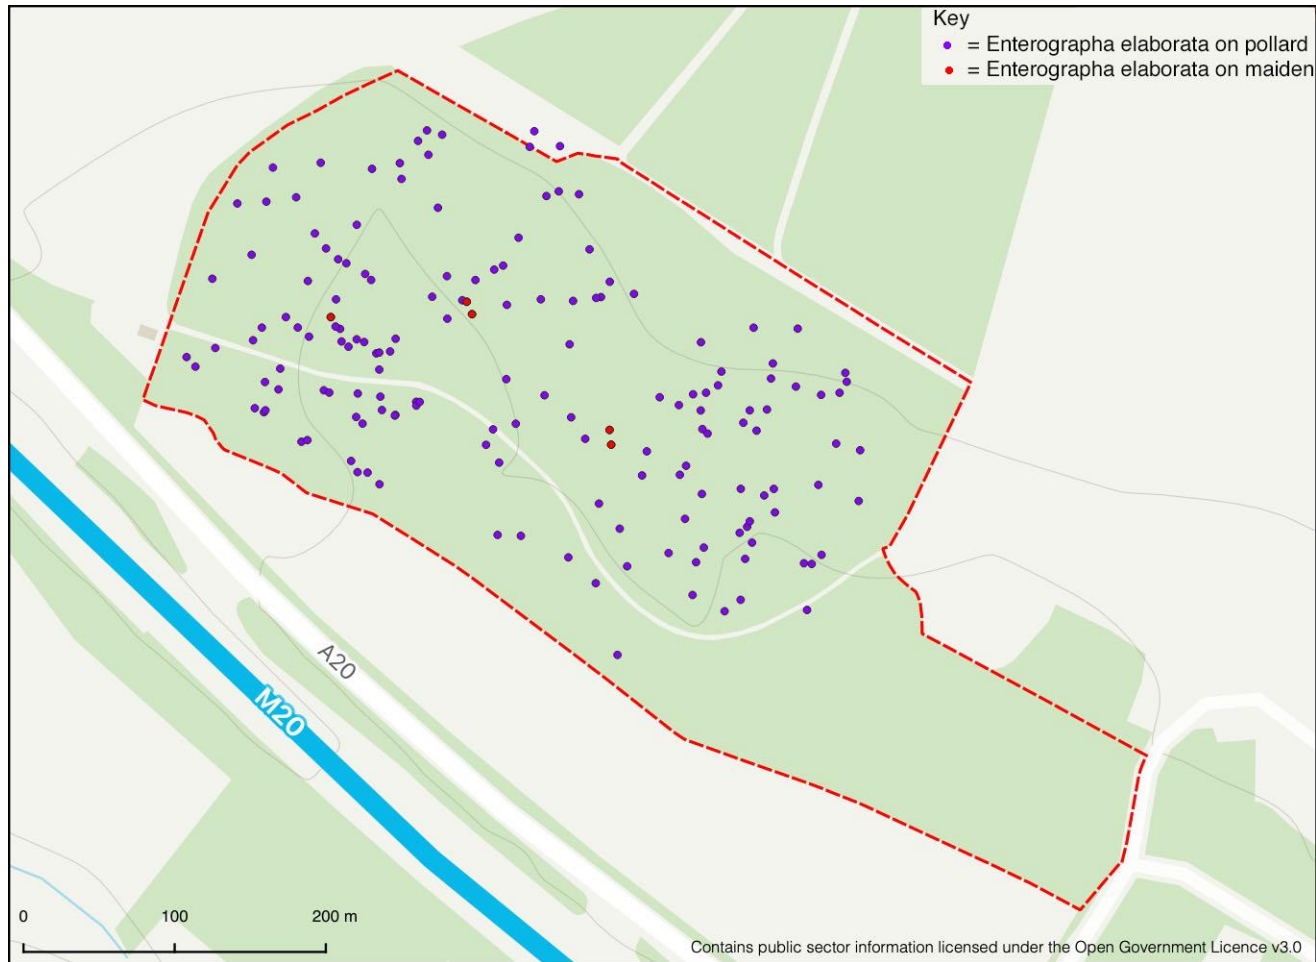 Key
= Enterographa elaborata on pollard
= Enterographa elaborata on maiden
A20
M20
0 100 200 m
Contains public sector information licensed under the Open Government Licence v3.0